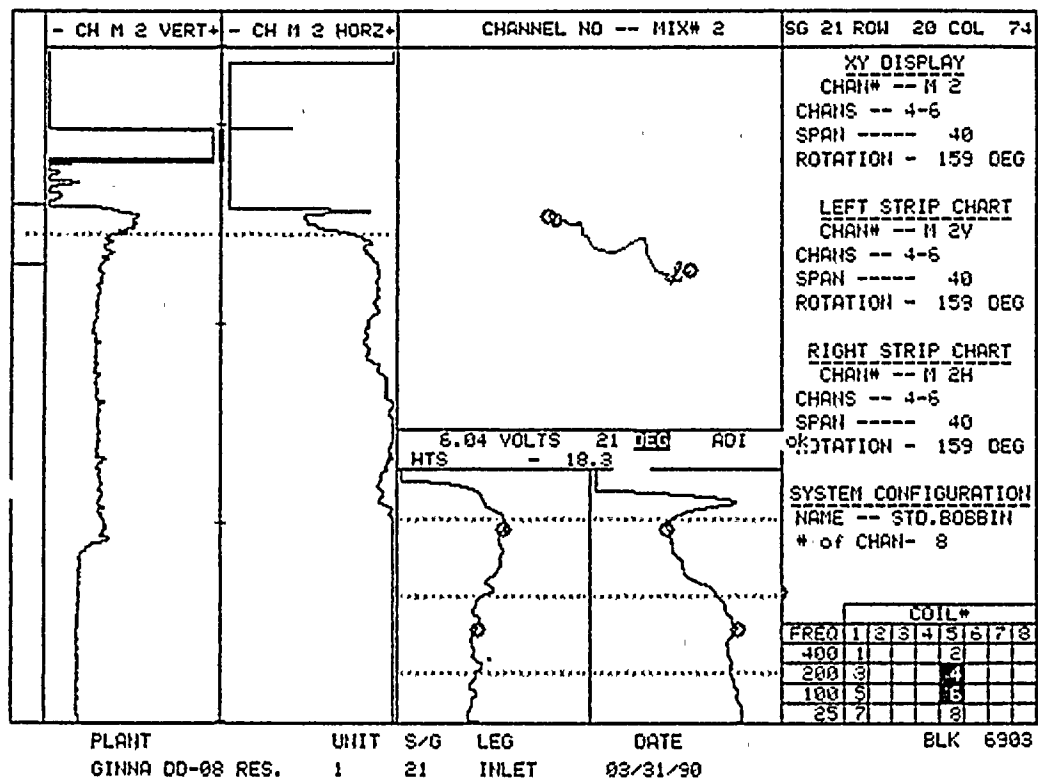 - CH M 2 VERT+
- CH M 2 HORZ+
CHANNEL NO -- MIX# 2
SG 21 ROW 20 COL 74
XY DISPLAY
CHAN# -- M 2
CHANS -- 4-6
SPAN ----- 40
ROTATION - 159 DEG
LEFT STRIP CHART
CHAN# -- M 2V
CHANS -- 4-6
SPAN ----- 40
ROTATION - 159 DEG
RIGHT STRIP CHART
CHAN# -- M 2H
CHANS -- 4-6
SPAN ----- 40
6.04 VOLTS 21 DEG ADI ok
OTATION - 159 DEG
HTS - 18.3
SYSTEM CONFIGURATION
NAME -- STD.BOBBIN
# of CHAN- 8
COIL#
FREQ 1 2 3 4 5 6 7 8
400 1 2
200 3 4
100 5 6
25 7 8
PLANT UNIT S/G LEG DATE BLK 6903
GINNA DD-08 RES. 1 21 INLET 03/31/90